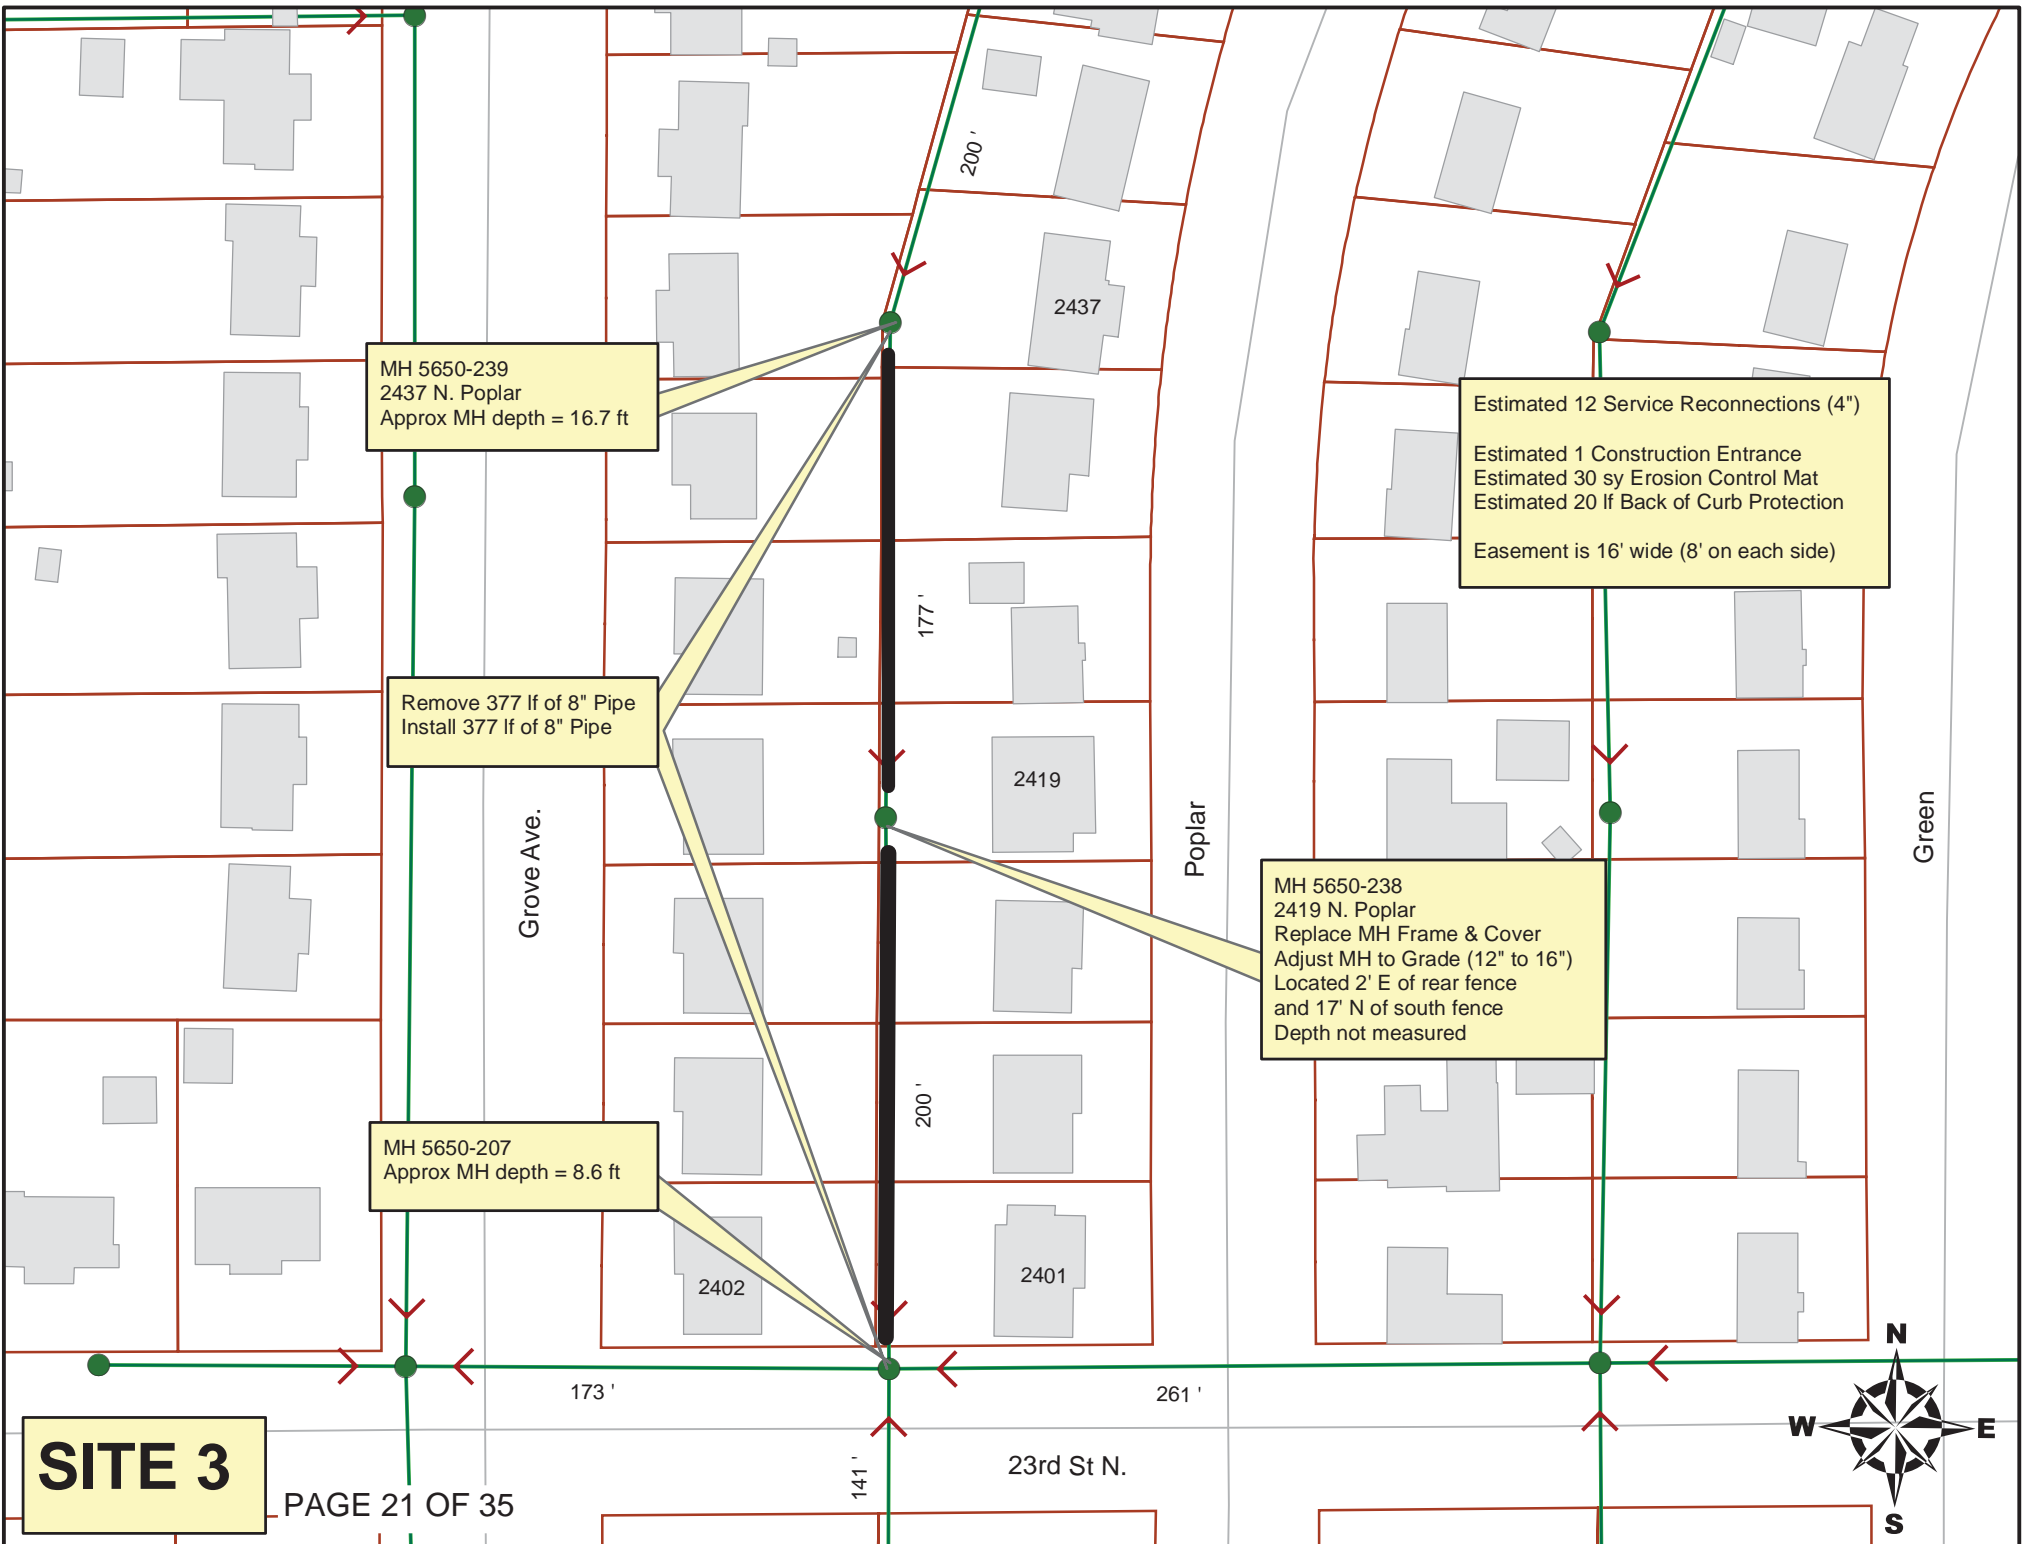 200 '
2437
MH 5650-239
2437 N. Poplar
Approx MH depth = 16.7 ft
Estimated 12 Service Reconnections (4")
Estimated 1 Construction Entrance
Estimated 30 sy Erosion Control Mat
Estimated 20 lf Back of Curb Protection
Easement is 16' wide (8' on each side)
177 '
Remove 377 lf of 8" Pipe
Install 377 lf of 8" Pipe
2419
Grove Ave.
Poplar
Green
MH 5650-238
2419 N. Poplar
Replace MH Frame & Cover
Adjust MH to Grade (12" to 16")
Located 2' E of rear fence
and 17' N of south fence
Depth not measured
200 '
MH 5650-207
Approx MH depth = 8.6 ft
2402
2401
173 '
261 '
N
W
E
S
141 '
23rd St N.
SITE 3
PAGE 21 OF 35